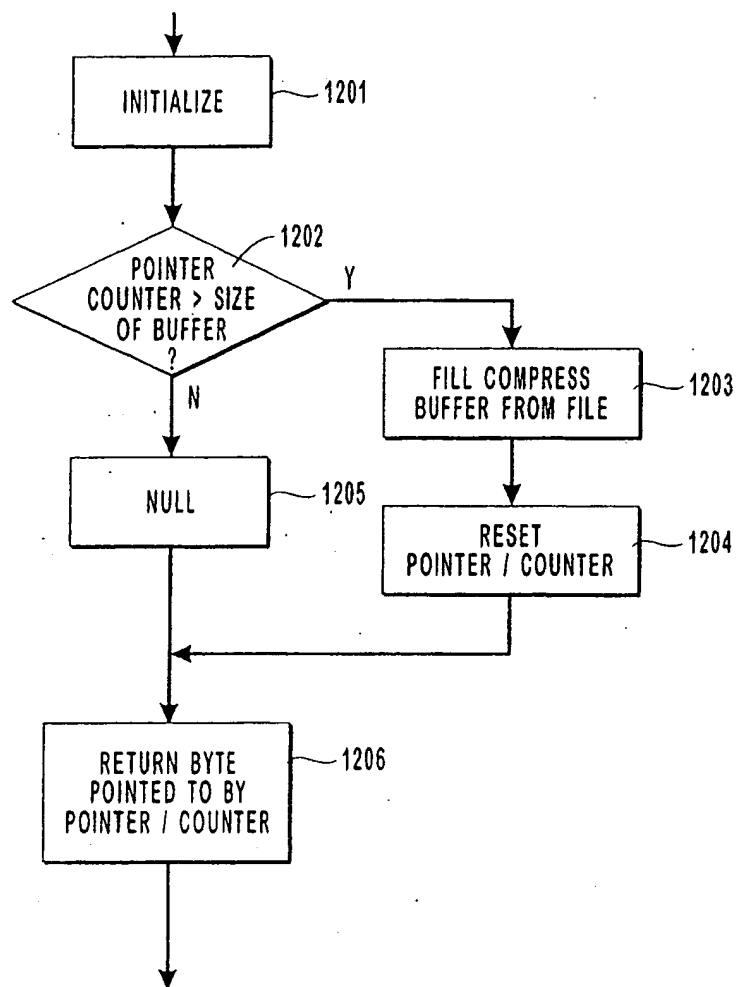 INITIALIZE
1201
1202
POINTER
COUNTER > SIZE
OF BUFFER
?
Y
N
FILL COMPRESS
BUFFER FROM FILE
1203
NULL
1205
RESET
POINTER / COUNTER
1204
RETURN BYTE
POINTED TO BY
POINTER / COUNTER
1206